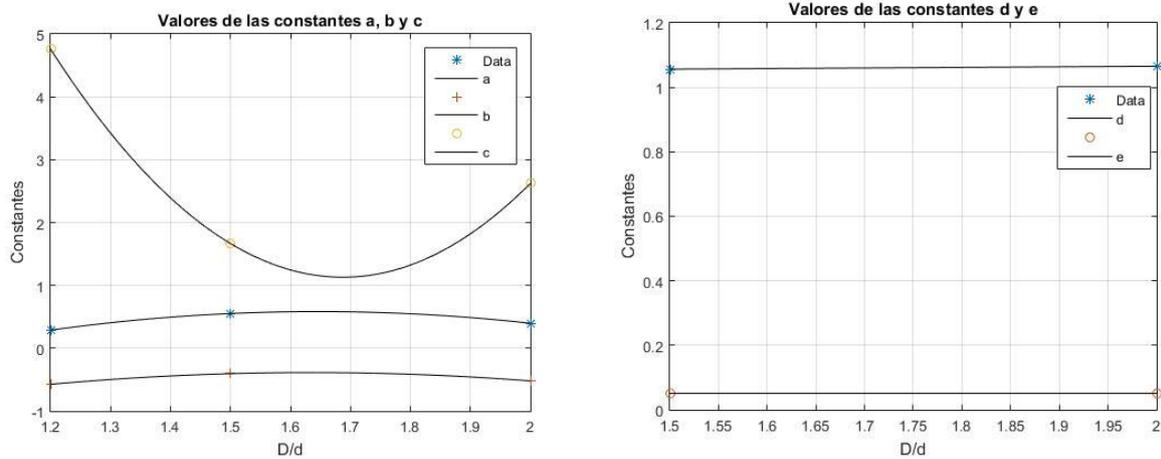 Valores de las constantes a, b y c
Constantes
5
4
3
2
1
0
-1
1.2
1.3
1.4
1.5
1.6
1.7
1.8
1.9
2
D/d
Data
a
b
c
Valores de las constantes d y e
Constantes
1.2
1
0.8
0.6
0.4
0.2
0
1.5
1.55
1.6
1.65
1.7
1.75
1.8
1.85
1.9
1.95
2
D/d
Data
d
e